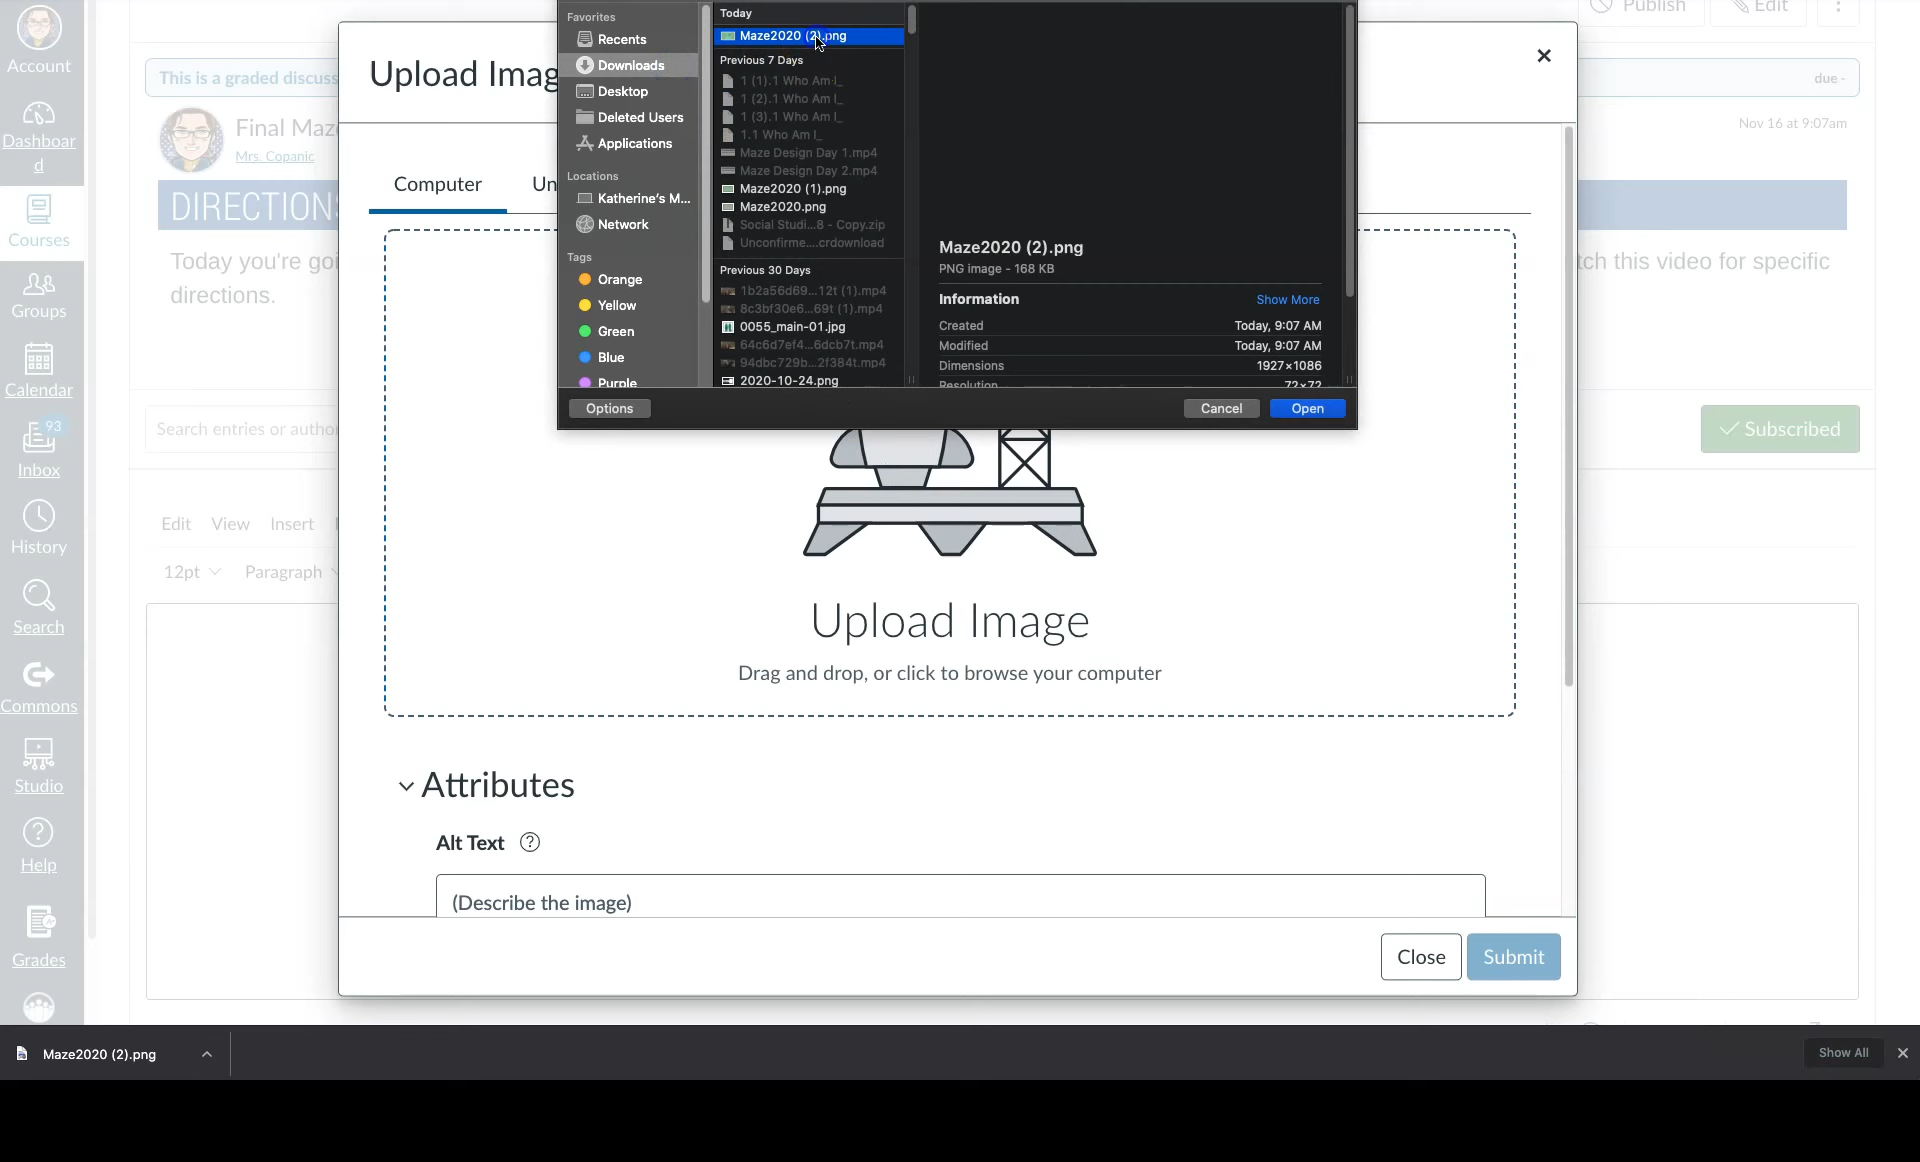 Account
Dashboar
d
Courses
Groups
Calendar
93
Inbox
History
Search
Commons
Studio
Help
Grades
Publish
Edit
This is a graded discuss
due -
Final Maz
Mrs. Copanic
Nov 16 at 9:07am
DIRECTIONS
Today you're goi
tch this video for specific
directions.
Search entries or autho
Subscribed
Edit View Insert
12pt Paragraph
Upload Imag
Computer
Un
Favorites
Recents
Downloads
Desktop
Deleted Users
Applications
Locations
Katherine's M...
Network
Tags
Orange
Yellow
Green
Blue
Purple
Today
Maze2020 (2).png
Previous 7 Days
1 (1).1 Who Am I_
1 (2).1 Who Am I_
1 (3).1 Who Am I_
1.1 Who Am I_
Maze Design Day 1.mp4
Maze Design Day 2.mp4
Maze2020 (1).png
Maze2020.png
Social Studi...8 - Copy.zip
Unconfirme....crdownload
Previous 30 Days
1b2a56d69...12t (1).mp4
8c3bf30e6...69t (1).mp4
0055_main-01.jpg
64c6d7ef4...6dcb7t.mp4
94dbc729b...2f384t.mp4
2020-10-24.png
Maze2020 (2).png
PNG image - 168 KB
Information Show More
Created Today, 9:07 AM
Modified Today, 9:07 AM
Dimensions 1927×1086
Resolution 72×72
Options
Cancel
Open
Upload Image
Drag and drop, or click to browse your computer
Attributes
Alt Text
(Describe the image)
Close
Submit
Maze2020 (2).png
Show All